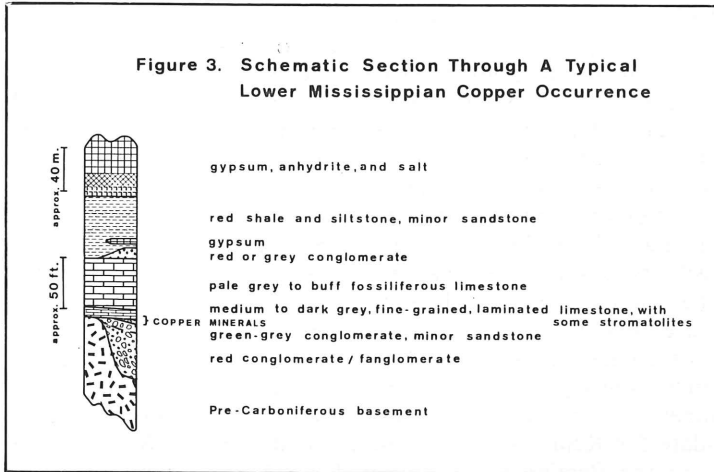 Figure 3. Schematic Section Through A Typical
Lower Mississippian Copper Occurrence
approx. 40 m.
gypsum, anhydrite, and salt
red shale and siltstone, minor sandstone
gypsum
red or grey conglomerate
approx. 50 ft.
pale grey to buff fossiliferous limestone
medium to dark grey, fine-grained, laminated limestone, with
some stromatolites
} COPPER MINERALS
green-grey conglomerate, minor sandstone
red conglomerate / fanglomerate
Pre-Carboniferous basement